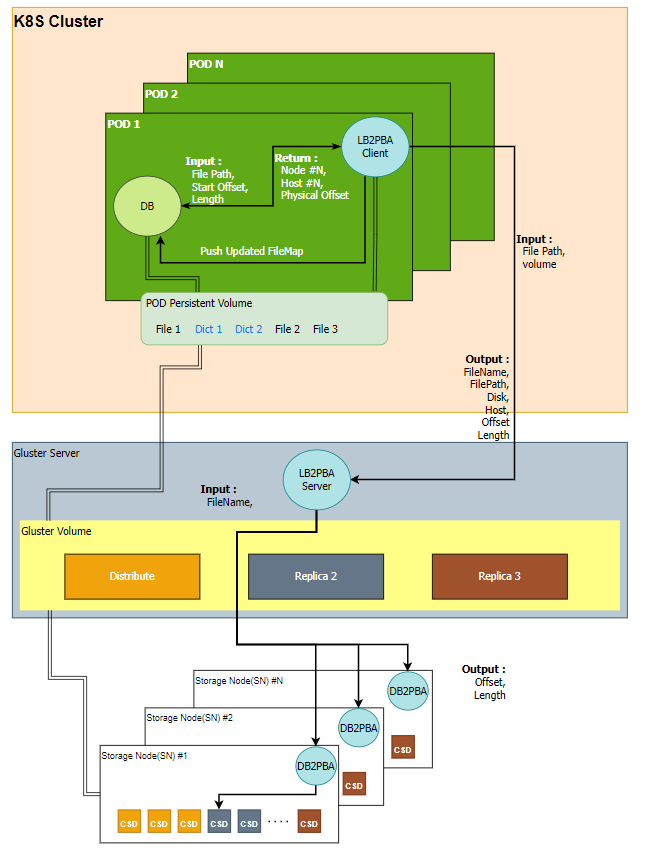 K8S Cluster
POD N
POD 2
POD 1
LB2PBA
Client
Input :
File Path,
Start Offset,
Length
Return :
Node #N,
Host #N,
Physical Offset
DB
Push Updated FileMap
Input :
File Path,
volume
POD Persistent Volume
File 1 Dict 1 Dict 2 File 2 File 3
Output :
FileName,
FilePath,
Disk,
Host,
Offset
Length
Gluster Server
LB2PBA
Server
Input :
FileName,
Gluster Volume
Distribute
Replica 2
Replica 3
Output :
Offset,
Length
Storage Node(SN) #N
DB2PBA
CSD
Storage Node(SN) #2
DB2PBA
CSD
Storage Node(SN) #1
DB2PBA
CSD CSD CSD CSD CSD .... CSD